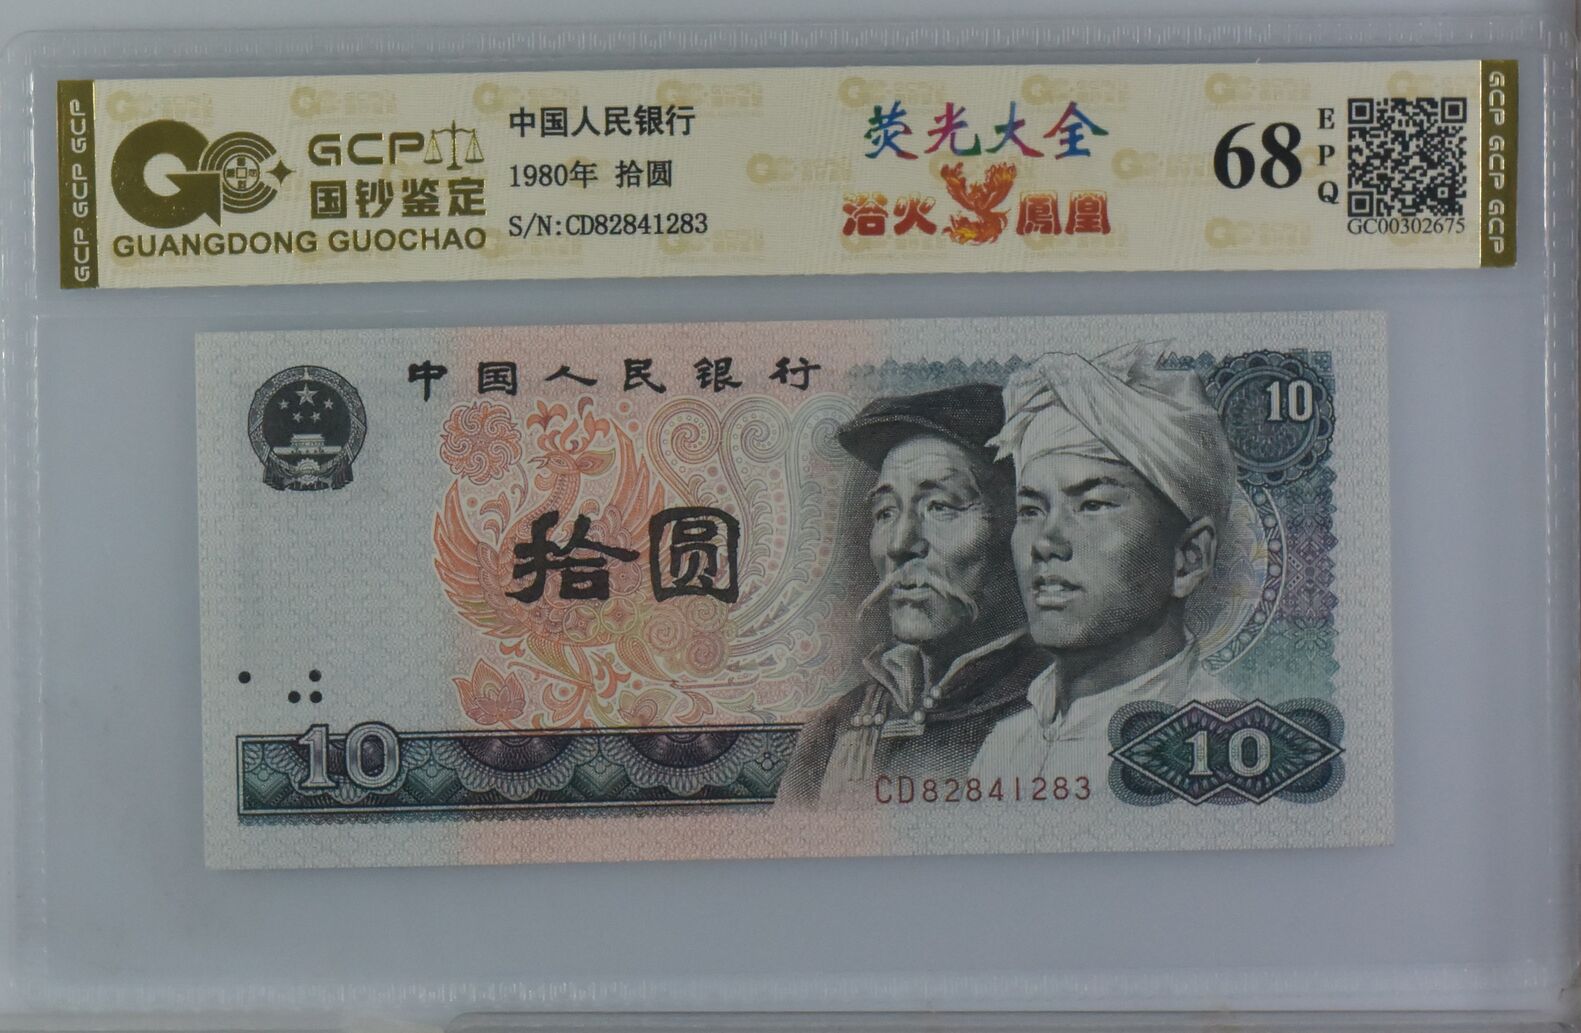 GCP GCP GCP
GCP
国钞鉴定
GUANGDONG GUOCHAO
中国人民银行
1980年 拾圆
S/N:CD82841283
荧光大全
浴火鳳凰
68
EPQ
GC00302675
GCP GCP GCP
中国人民银行
10
拾圆
10
10
CD82841283